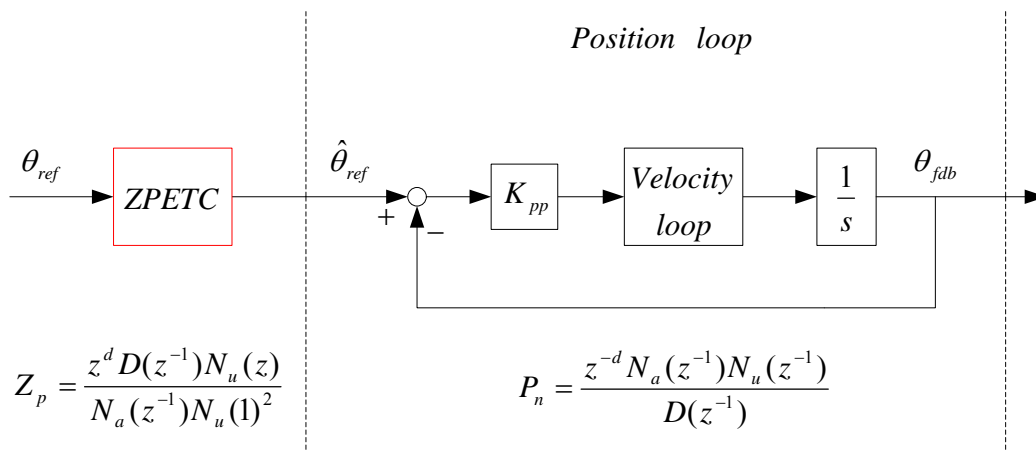 Position loop
θ_ref
ZPETC
θ̂_ref
+
−
K_pp
Velocity
loop
1/s
θ_fdb
Z_p = z^d D(z^{-1}) N_u(z) / N_a(z^{-1}) N_u(1)^2
P_n = z^{-d} N_a(z^{-1}) N_u(z^{-1}) / D(z^{-1})